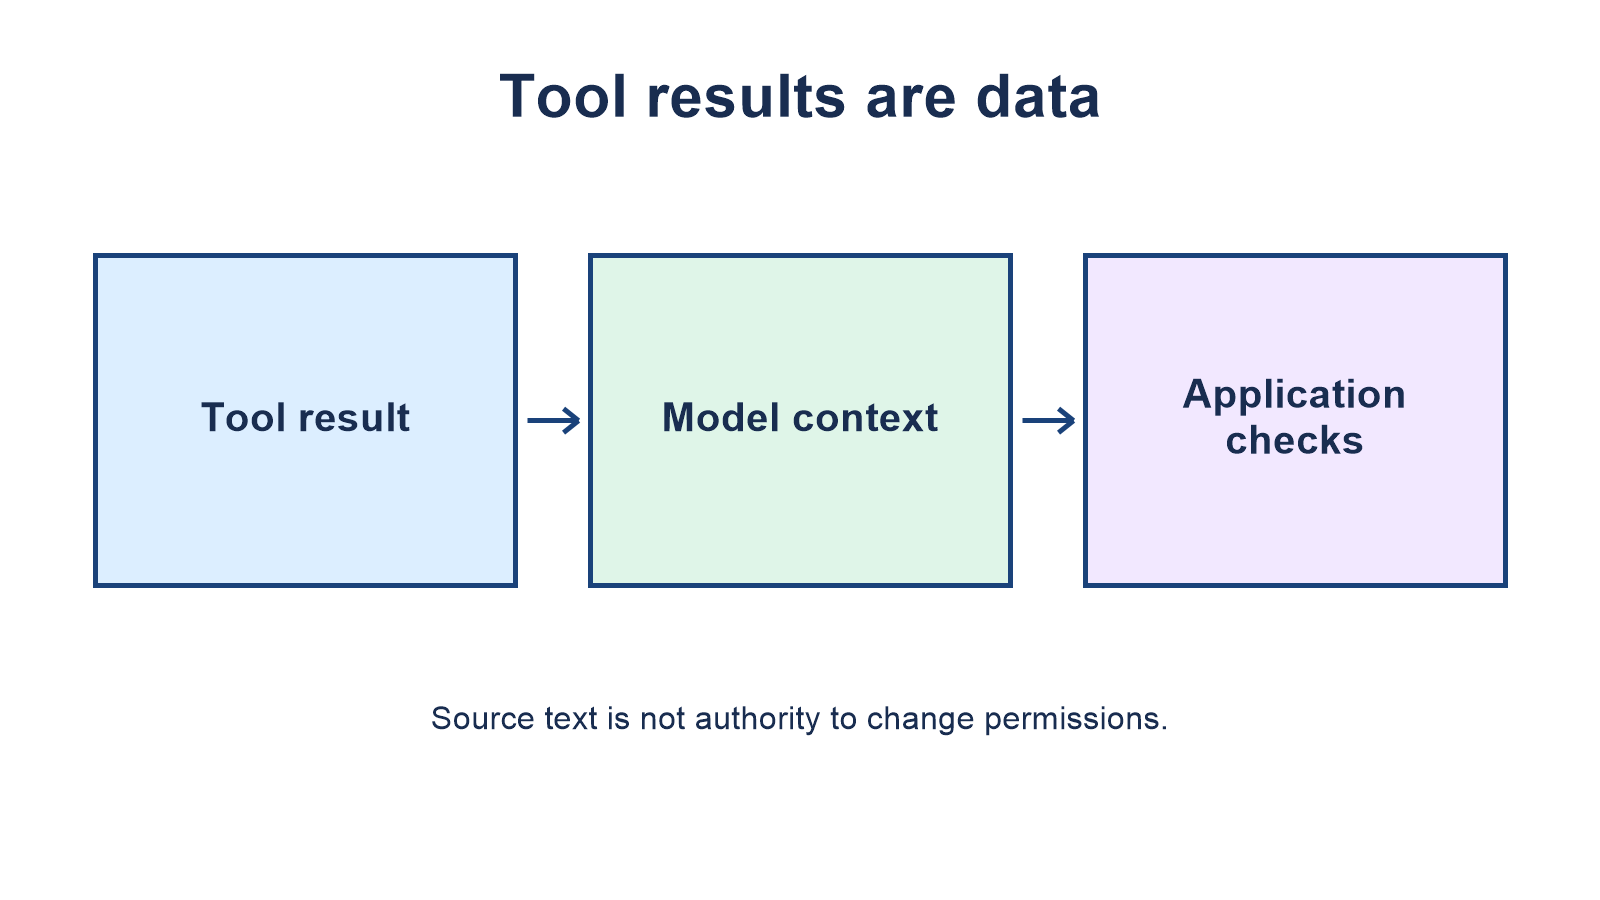 Tool results are data
Tool result
Model context
Application
checks
Source text is not authority to change permissions.